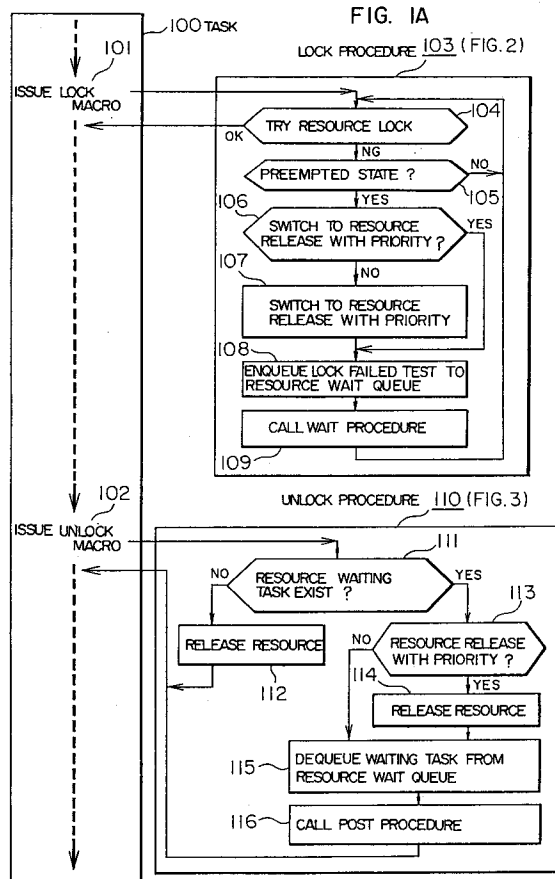 FIG. 1A
100 TASK
LOCK PROCEDURE 103 (FIG.2)
101
ISSUE LOCK
MACRO
104
TRY RESOURCE LOCK
OK
NG
PREEMPTED STATE ?
NO
105
YES
106
SWITCH TO RESOURCE
RELEASE WITH PRIORITY ?
YES
107
NO
SWITCH TO RESOURCE
RELEASE WITH PRIORITY
108
ENQUEUE LOCK FAILED TEST TO
RESOURCE WAIT QUEUE
CALL WAIT PROCEDURE
109
UNLOCK PROCEDURE 110 (FIG.3)
102
ISSUE UNLOCK
MACRO
111
NO
RESOURCE WAITING
TASK EXIST ?
YES
113
RELEASE RESOURCE
112
NO
RESOURCE RELEASE
WITH PRIORITY ?
114
YES
RELEASE RESOURCE
115
DEQUEUE WAITING TASK FROM
RESOURCE WAIT QUEUE
116
CALL POST PROCEDURE